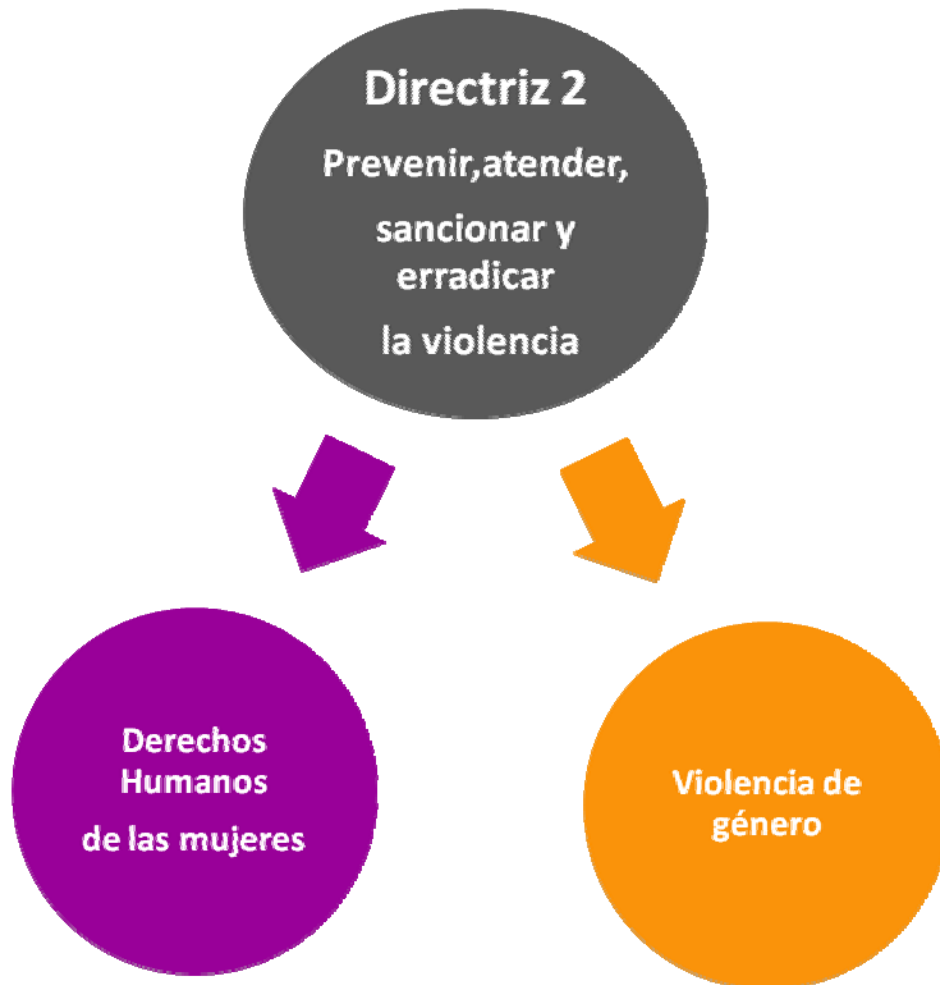 Directriz 2
Prevenir,atender,
sancionar y
erradicar
la violencia
Derechos
Humanos
de las mujeres
Violencia de
género